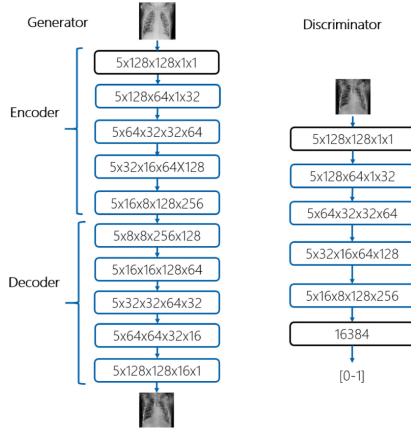 Generator
Encoder
5x128x128x1x1
5x128x64x1x32
5x64x32x32x64
5x32x16x64X128
5x16x8x128x256
Decoder
5x8x8x256x128
5x16x16x128x64
5x32x32x64x32
5x64x64x32x16
5x128x128x16x1
Discriminator
5x128x128x1x1
5x128x64x1x32
5x64x32x32x64
5x32x16x64x128
5x16x8x128x256
16384
[0-1]